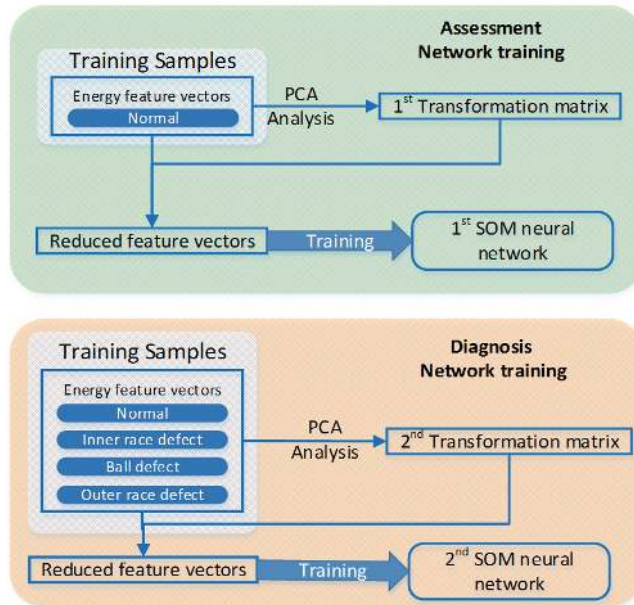 Assessment
Network training
Training Samples
Energy feature vectors
Normal
PCA
Analysis
1st Transformation matrix
Reduced feature vectors
Training
1st SOM neural
network
Diagnosis
Network training
Training Samples
Energy feature vectors
Normal
Inner race defect
Ball defect
Outer race defect
PCA
Analysis
2nd Transformation matrix
Reduced feature vectors
Training
2nd SOM neural
network